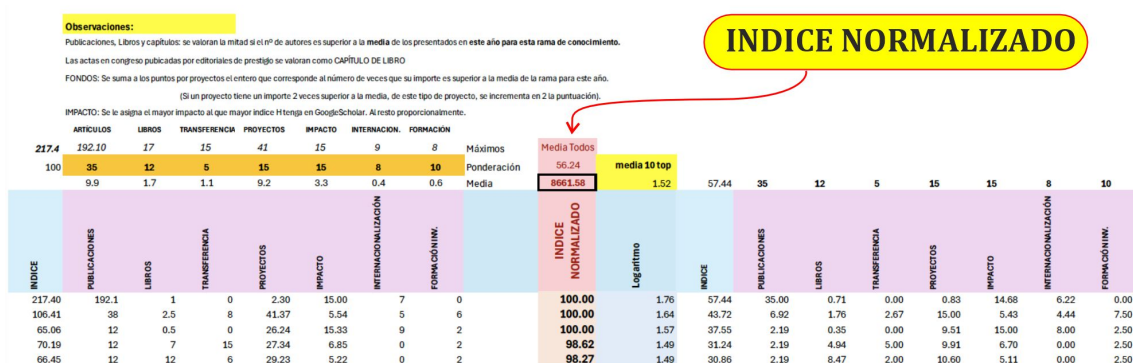 Observaciones:
INDICE NORMALIZADO
Publicaciones, Libros y capítulos: se valoran la mitad si el nº de autores es superior a la media de los presentados en este año para esta rama de conocimiento.
Las actas en congreso pubicadas por editoriales de prestigio se valoran como CAPÍTULO DE LIBRO
FONDOS: Se suma a los puntos por proyectos el entero que corresponde al número de veces que su importe es superior a la media de la rama para este año.
(Si un proyecto tiene un importe 2 veces superior a la media, de este tipo de proyecto, se incrementa en 2 la puntuación).
IMPACTO: Se le asigna el mayor impacto al que mayor indice H tenga en GoogleScholar. Al resto proporcionalmente.
ARTÍCULOS LIBROS TRANSFERENCIA PROYECTOS IMPACTO INTERNACION. FORMACIÓN
217.4 192.10 17 15 41 15 9 8 Máximos Media Todos
100 35 12 5 15 15 8 10 Ponderación 56.24 media 10 top
9.9 1.7 1.1 9.2 3.3 0.4 0.6 Media 8661.58 1.52 57.44 35 12 5 15 15 8 10
INDICE PUBLICACIONES LIBROS TRANSFERENCIA PROYECTOS IMPACTO INTERNACIONALIZACIÓN FORMACIÓN INV. INDICE NORMALIZADO Logaritmo INDICE PUBLICACIONES LIBROS TRANSFERENCIA PROYECTOS IMPACTO INTERNACIONALIZACIÓN FORMACIÓN INV.
217.40 192.1 1 0 2.30 15.00 7 0 100.00 1.76 57.44 35.00 0.71 0.00 0.83 14.68 6.22 0.00
106.41 38 2.5 8 41.37 5.54 5 6 100.00 1.64 43.72 6.92 1.76 2.67 15.00 5.43 4.44 7.50
65.06 12 0.5 0 26.24 15.33 9 2 100.00 1.57 37.55 2.19 0.35 0.00 9.51 15.00 8.00 2.50
70.19 12 7 15 27.34 6.85 0 2 98.62 1.49 31.24 2.19 4.94 5.00 9.91 6.70 0.00 2.50
66.45 12 12 6 29.23 5.22 0 2 98.27 1.49 30.86 2.19 8.47 2.00 10.60 5.11 0.00 2.50